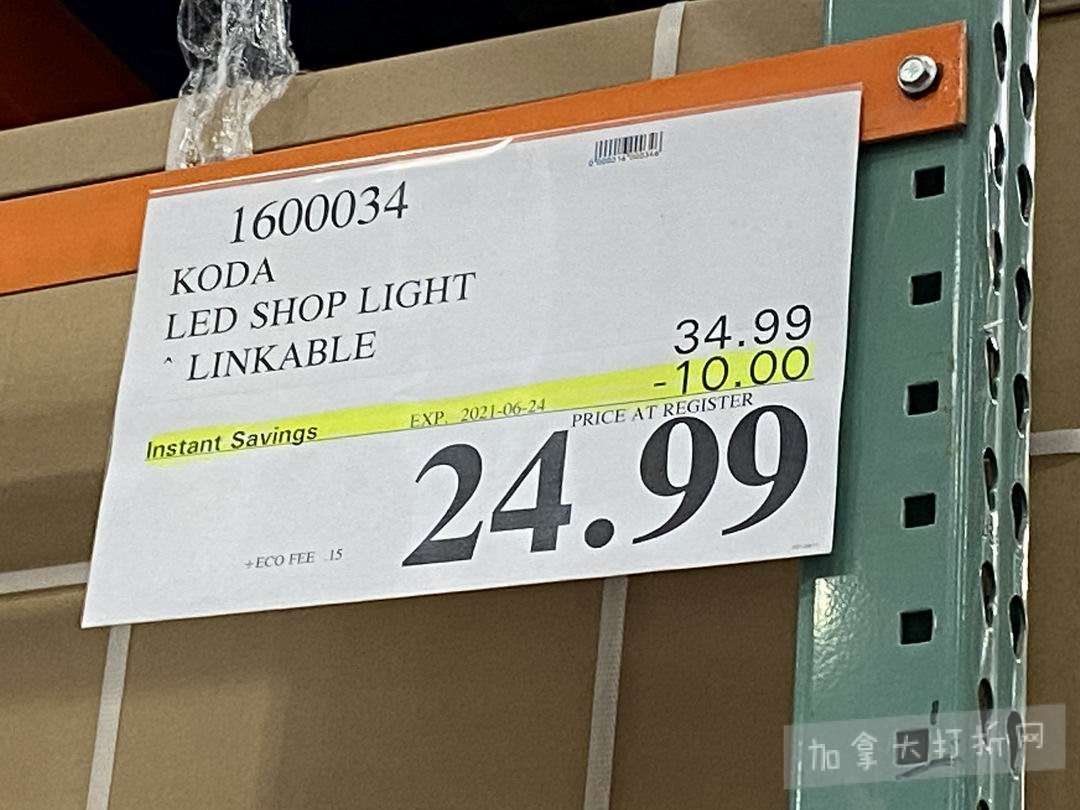 1600034
KODA
LED SHOP LIGHT
^ LINKABLE
34.99
-10.00
Instant Savings EXP. 2021-06-24
PRICE AT REGISTER
24.99
+ECO FEE .15
加拿大打折网